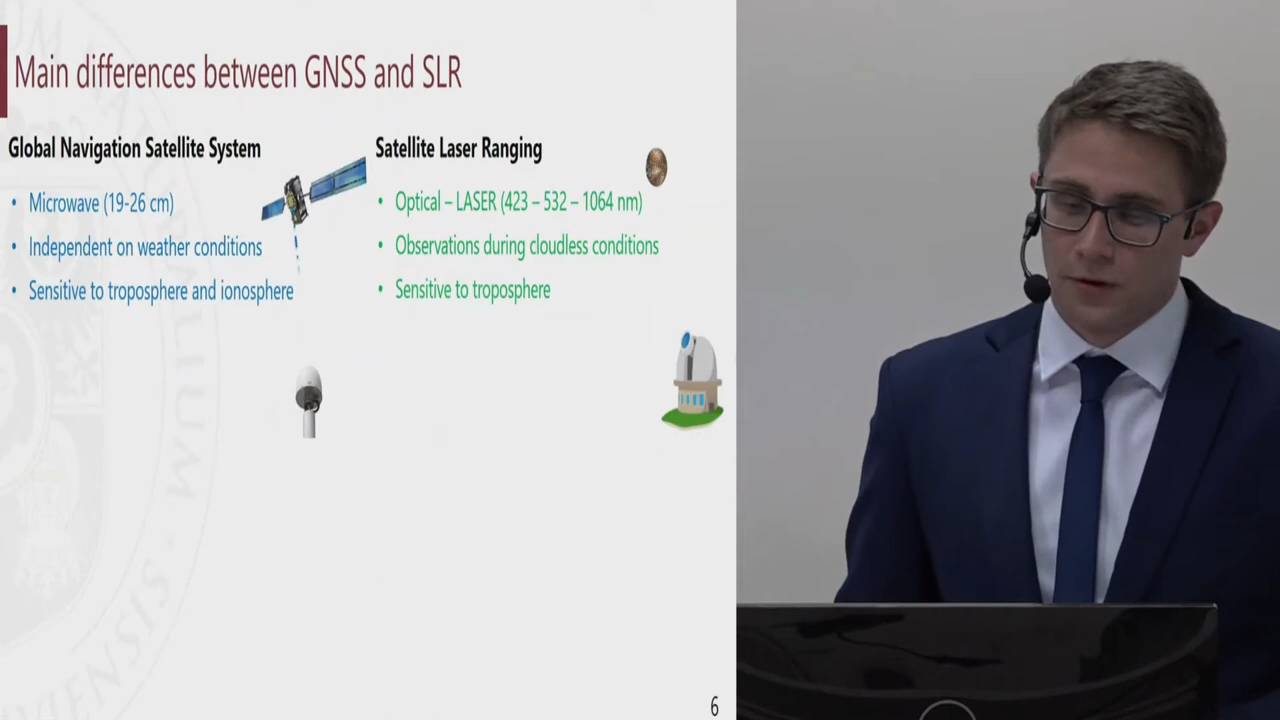 Main differences between GNSS and SLR
Global Navigation Satellite System
• Microwave (19-26 cm)
• Independent on weather conditions
• Sensitive to troposphere and ionosphere
Satellite Laser Ranging
• Optical – LASER (423 – 532 – 1064 nm)
• Observations during cloudless conditions
• Sensitive to troposphere
6